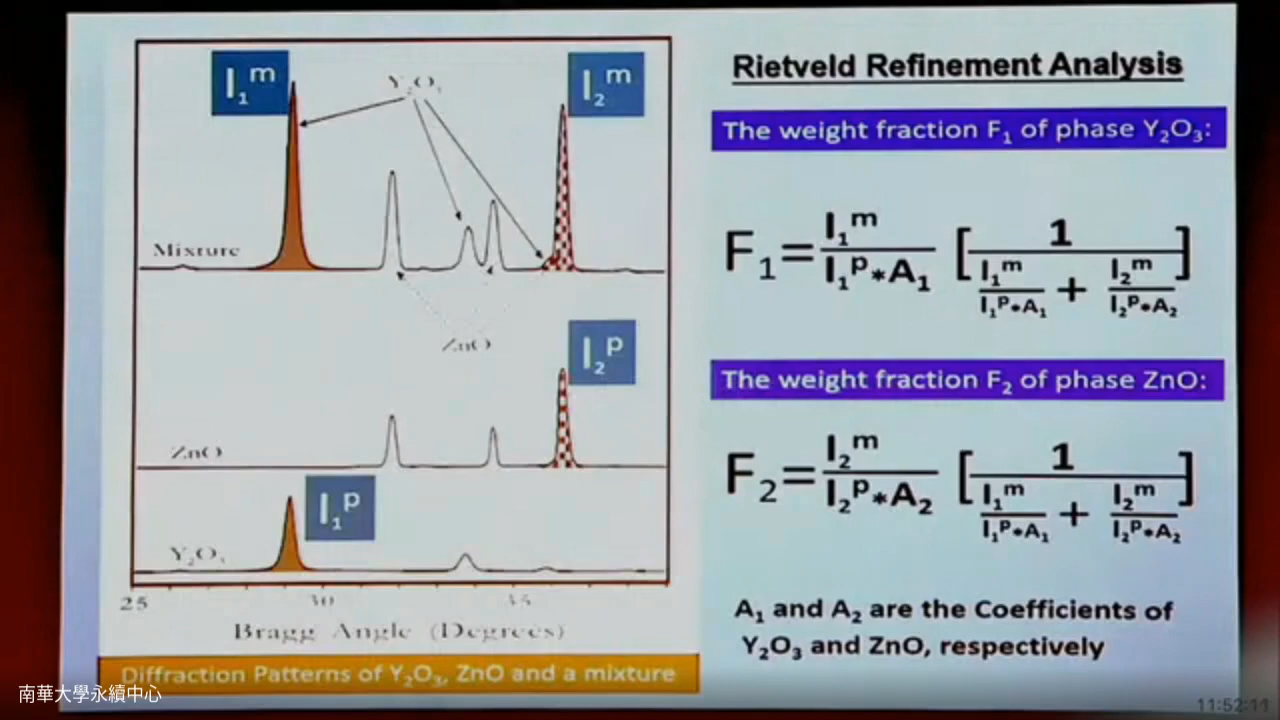 Rietveld Refinement Analysis
I₁ᵐ
Y₂O₃
I₂ᵐ
Mixture
ZnO
I₂ᵖ
ZnO
I₁ᵖ
Y₂O₃
25 30 35
Bragg Angle (Degrees)
Diffraction Patterns of Y₂O₃, ZnO and a mixture
The weight fraction F₁ of phase Y₂O₃:
F₁ = I₁ᵐ / (I₁ᵖ*A₁) [1 / (I₁ᵐ / (I₁ᵖ*A₁) + I₂ᵐ / (I₂ᵖ*A₂))]
The weight fraction F₂ of phase ZnO:
F₂ = I₂ᵐ / (I₂ᵖ*A₂) [1 / (I₁ᵐ / (I₁ᵖ*A₁) + I₂ᵐ / (I₂ᵖ*A₂))]
A₁ and A₂ are the Coefficients of
Y₂O₃ and ZnO, respectively
南華大學永續中心
11:52:11